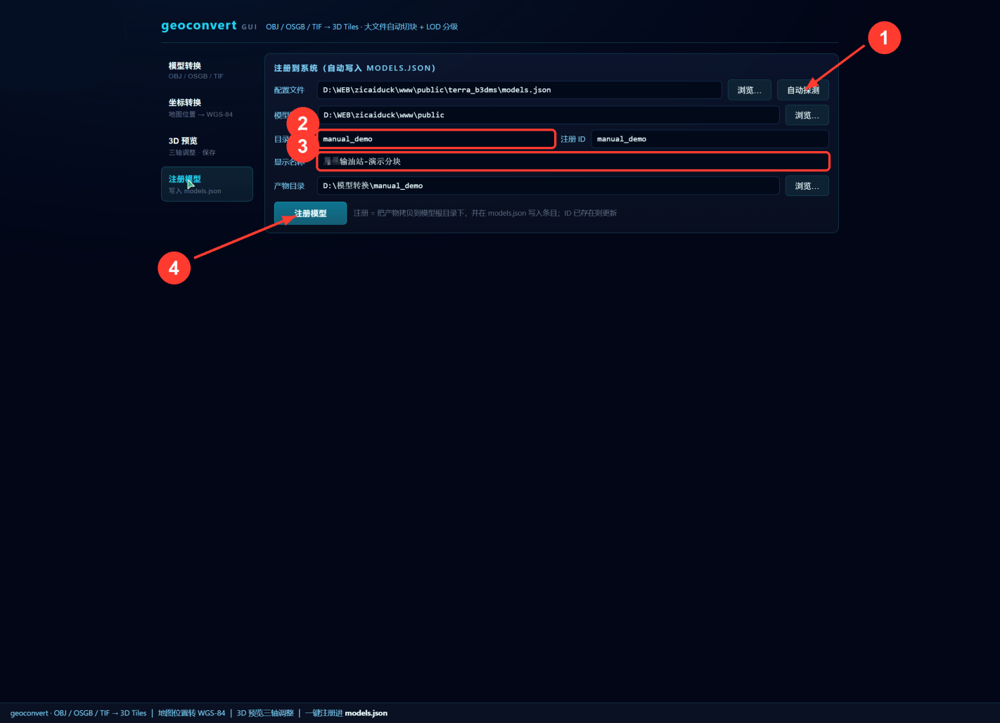 geoconvert GUI OBJ / OSGB / TIF → 3D Tiles · 大文件自动切块 + LOD 分级
1
模型转换
OBJ / OSGB / TIF
坐标转换
地图位置 → WGS-84
3D 预览
三轴调整 · 保存
注册模型
写入 models.json
注册到系统（自动写入 MODELS.JSON）
配置文件 D:\WEB\zicaiduck\www\public\terra_b3dms\models.json 浏览... 自动探测
模型 D:\WEB\zicaiduck\www\public 浏览...
2
目录 manual_demo 注册 ID manual_demo
3
显示名称 输油站-演示分块
产物目录 D:\模型转换\manual_demo 浏览...
注册模型 注册 = 把产物拷贝到模型根目录下，并在 models.json 写入条目；ID 已存在则更新
4
geoconvert · OBJ / OSGB / TIF → 3D Tiles | 地图位置转 WGS-84 | 3D 预览三轴调整 | 一键注册进 models.json